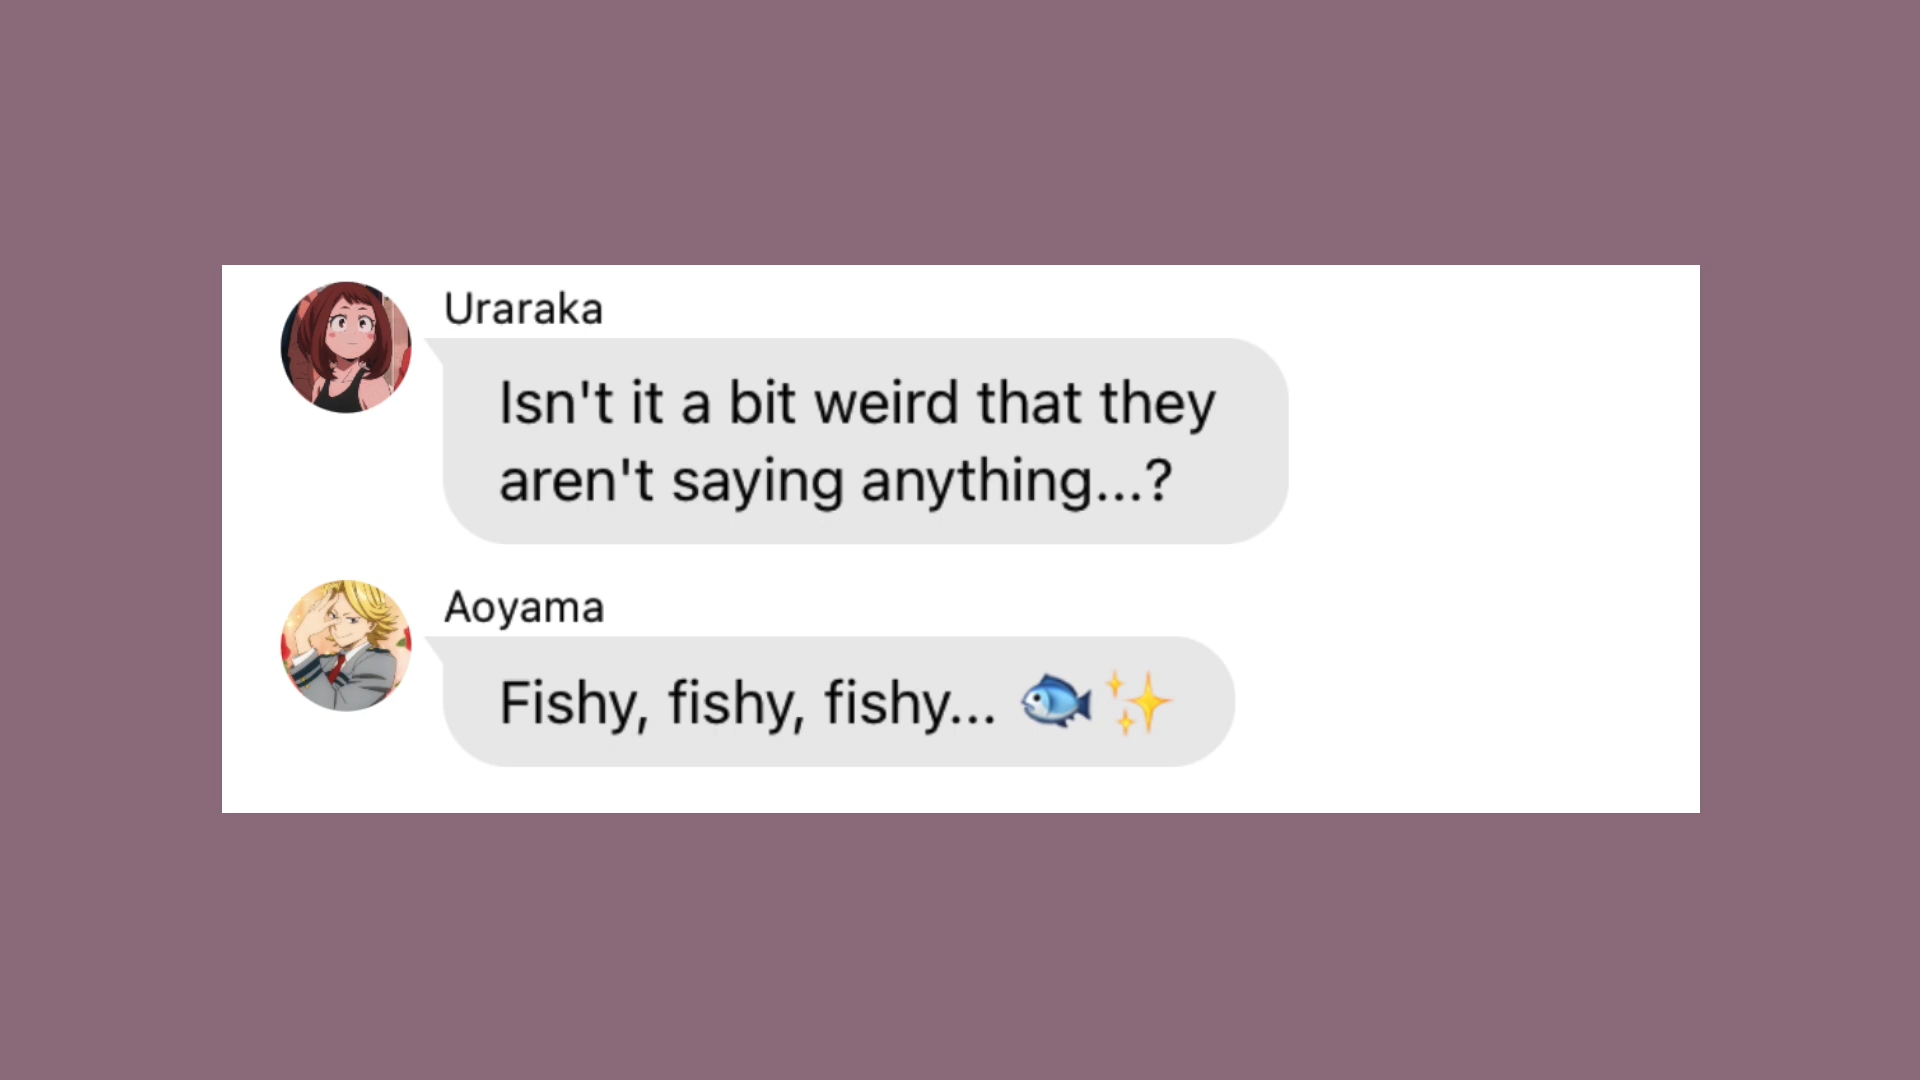 Uraraka
Isn't it a bit weird that they
aren't saying anything...?
Aoyama
Fishy, fishy, fishy... 🐟✨